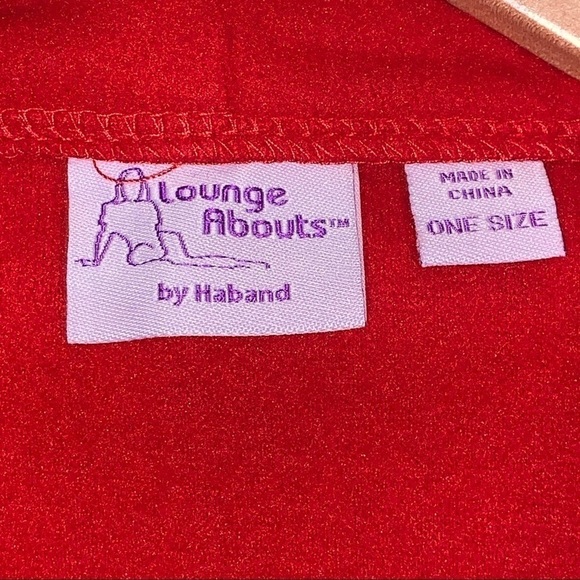 Lounge
Abouts™
by Haband
MADE IN
CHINA
ONE SIZE